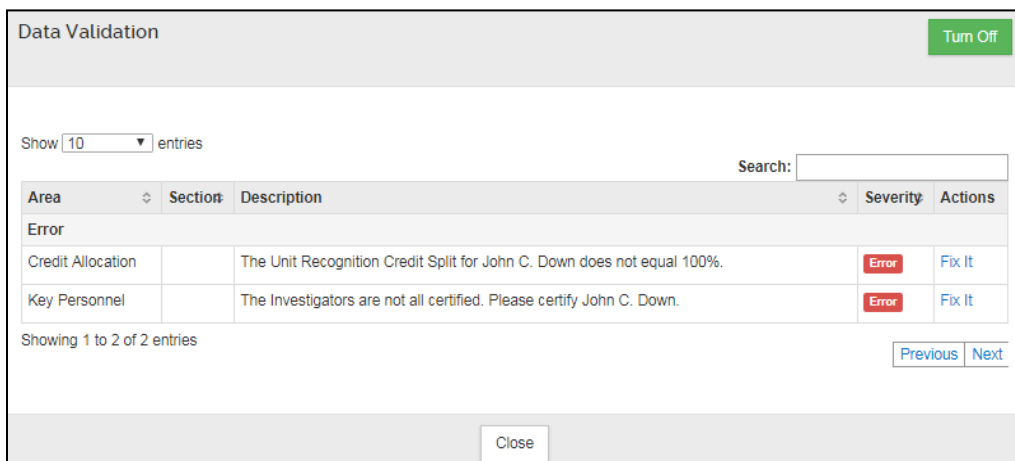 Data Validation
Turn Off
Show 10 entries
Search:
Area Section Description Severity Actions
Error
Credit Allocation The Unit Recognition Credit Split for John C. Down does not equal 100%. Error Fix It
Key Personnel The Investigators are not all certified. Please certify John C. Down. Error Fix It
Showing 1 to 2 of 2 entries
Previous Next
Close